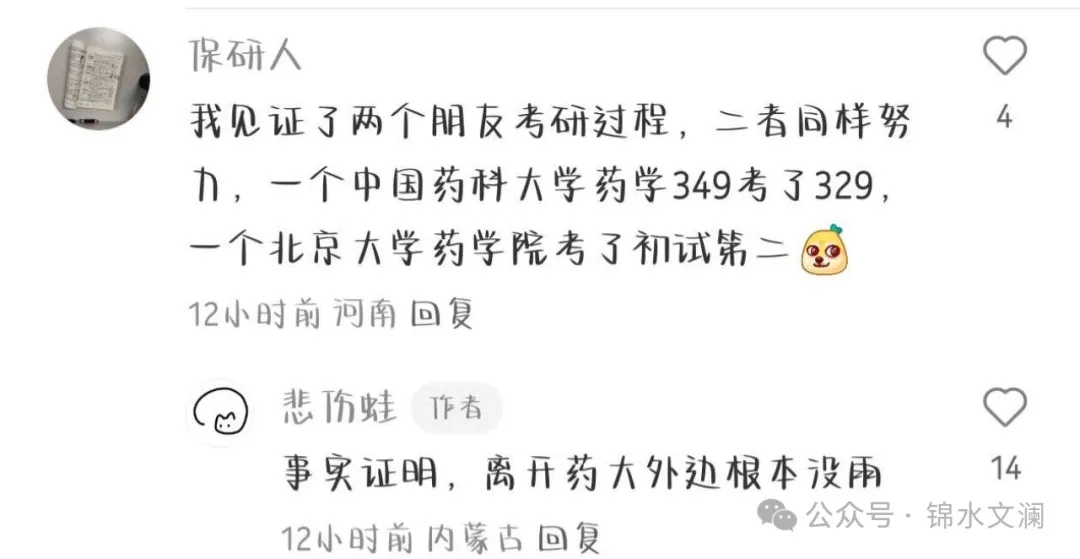 保研人
我见证了两个朋友考研过程，二者同样努
4
力，一个中国药科大学药学349考了329，
一个北京大学药学院考了初试第二
12小时前 河南 回复
悲伤蛙 作者
事实证明，离开药大外边根本没雨
14
12小时前 内蒙古 回复
公众号 · 锦水文澜